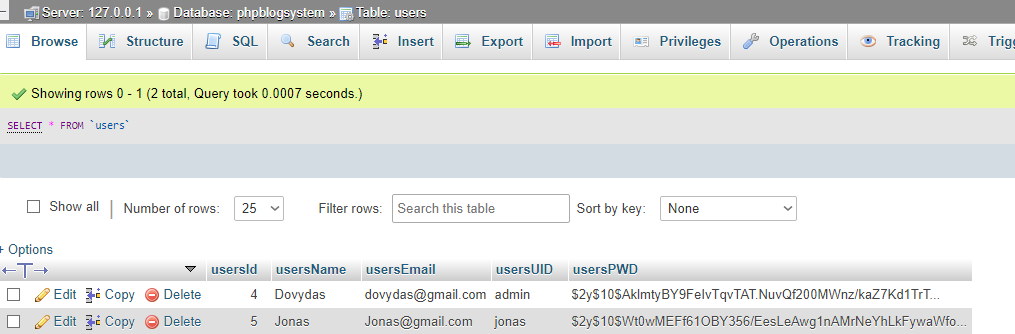 Server: 127.0.0.1 » Database: phpblogsystem » Table: users
Browse Structure SQL Search Insert Export Import Privileges Operations Tracking Trigg
Showing rows 0 - 1 (2 total, Query took 0.0007 seconds.)
SELECT * FROM `users`
Show all | Number of rows: 25 Filter rows: Search this table Sort by key: None
+ Options
←T→ usersId usersName usersEmail usersUID usersPWD
Edit Copy Delete 4 Dovydas dovydas@gmail.com admin $2y$10$AklmtyBY9FeIvTqvTAT.NuvQf200MWnz/kaZ7Kd1TrT...
Edit Copy Delete 5 Jonas Jonas@gmail.com jonas $2y$10$Wt0wMEFf61OBY356/EesLeAwg1nAMrNeYhLkFywaWfo...